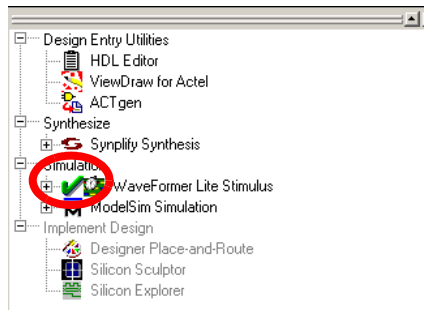 Design Entry Utilities
HDL Editor
ViewDraw for Actel
ACTgen
Synthesize
Synplify Synthesis
Simulation
WaveFormer Lite Stimulus
ModelSim Simulation
Implement Design
Designer Place-and-Route
Silicon Sculptor
Silicon Explorer